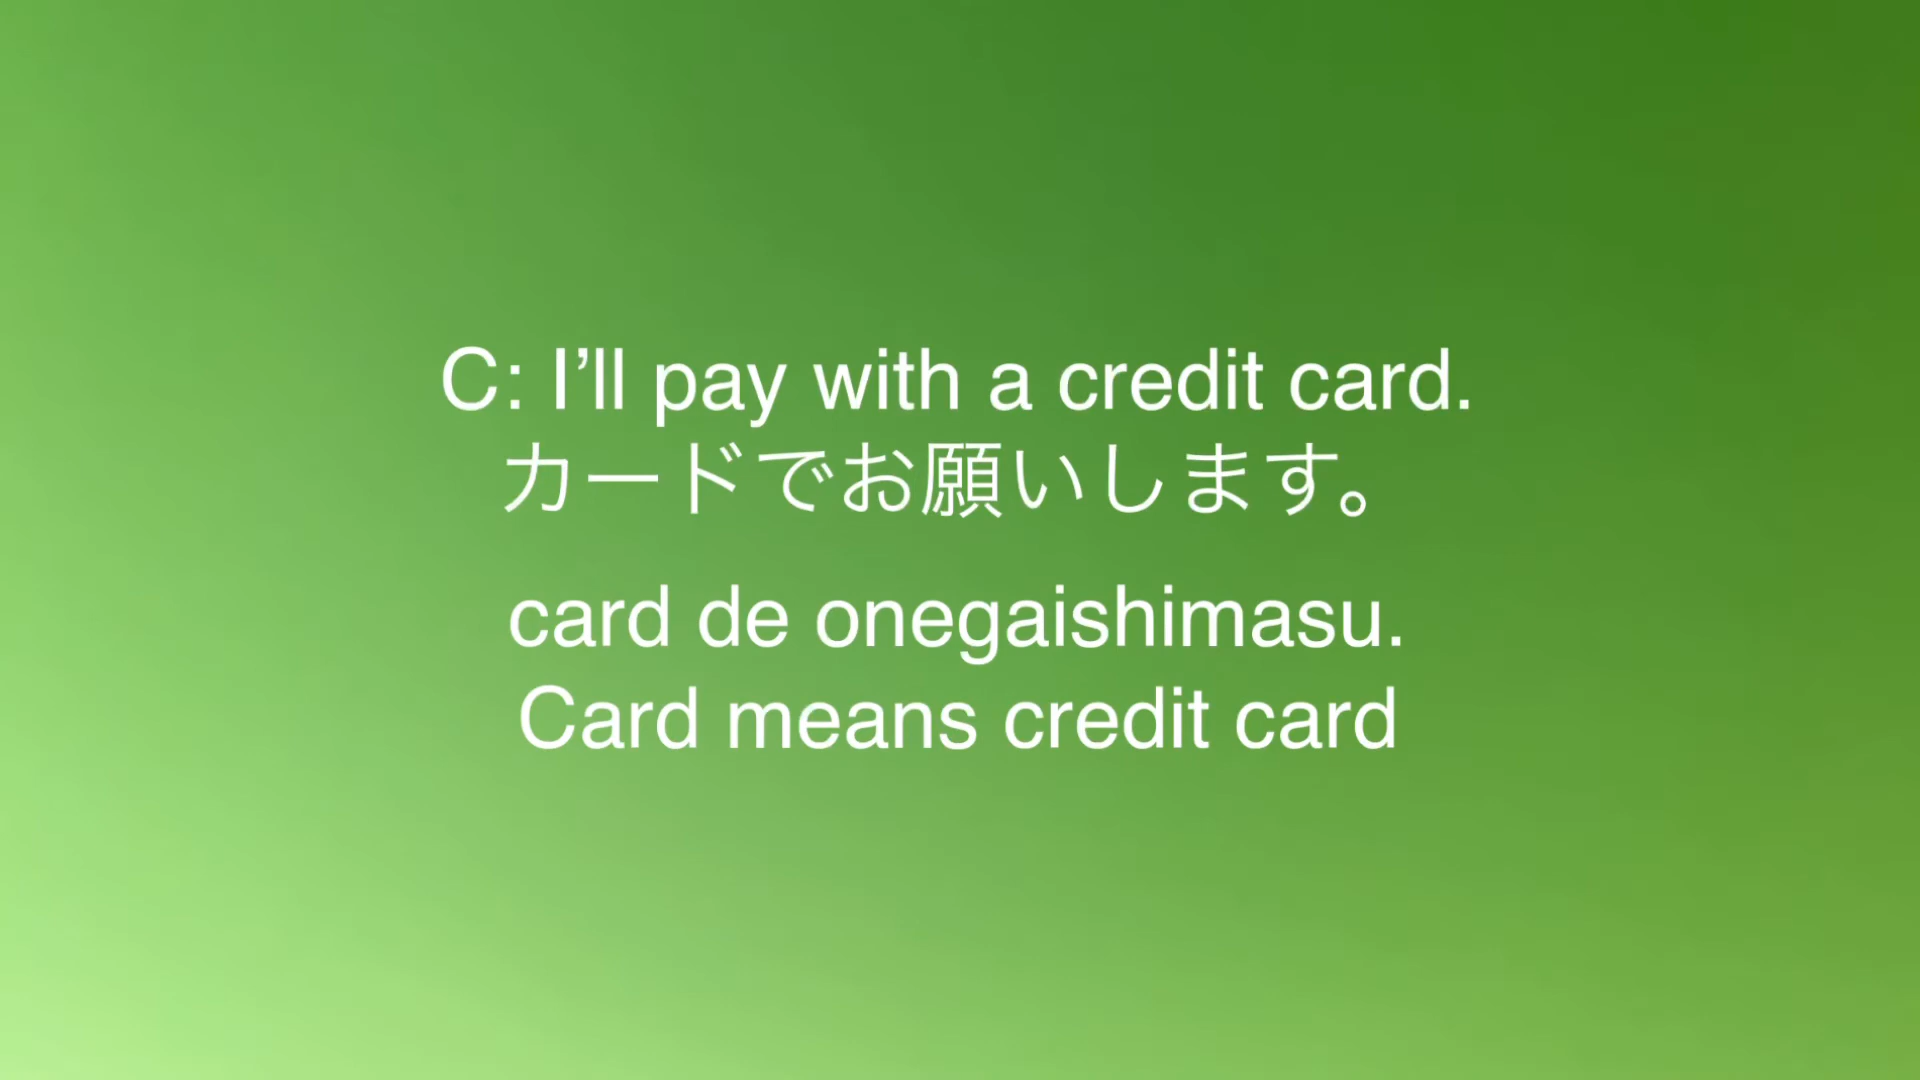 C: I’ll pay with a credit card.
カードでお願いします。
card de onegaishimasu.
Card means credit card